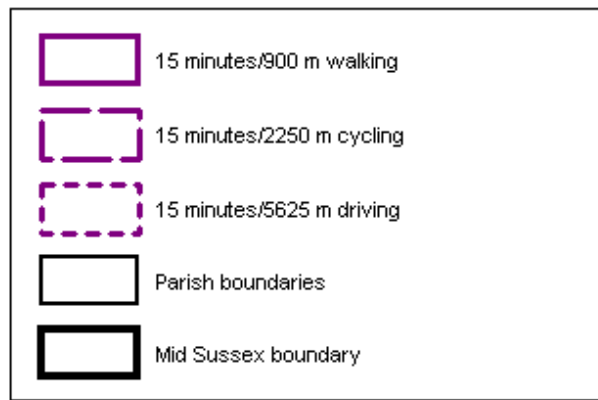 15 minutes/900 m walking
15 minutes/2250 m cycling
15 minutes/5625 m driving
Parish boundaries
Mid Sussex boundary